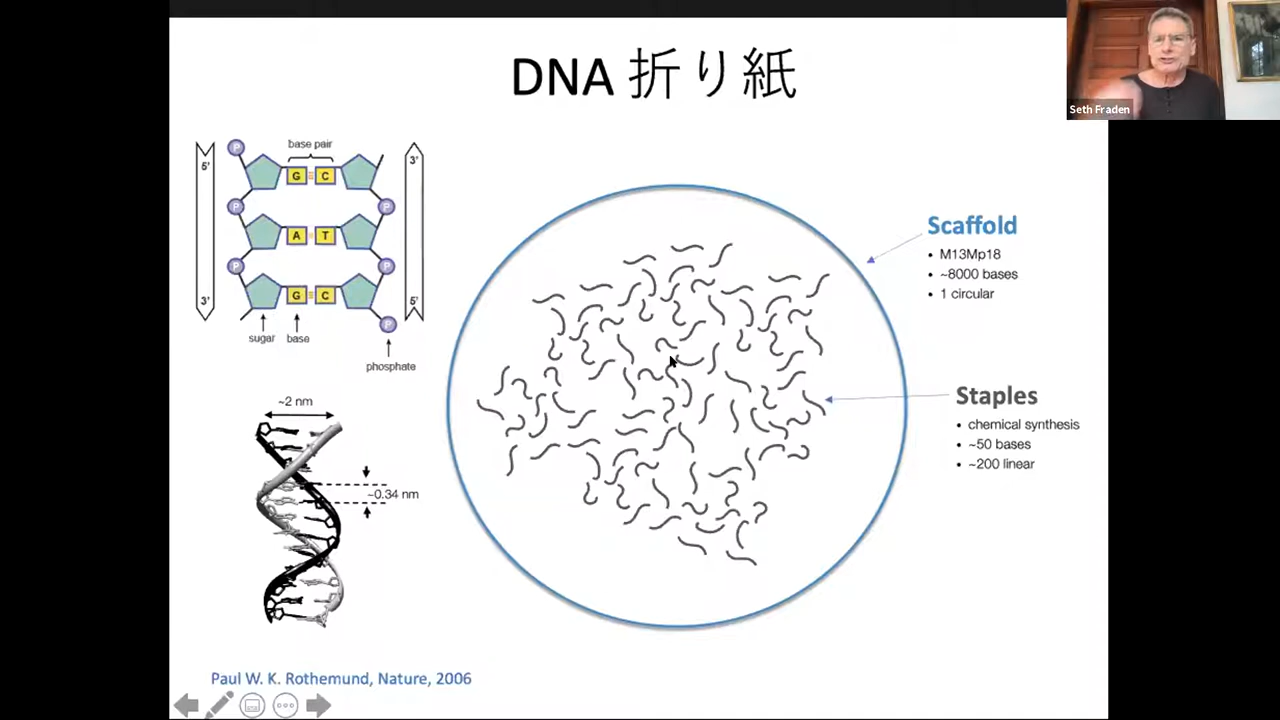 DNA 折り紙
Seth Fraden
base pair
5'
3'
P
G
C
P
P
A
T
P
P
G
C
3'
5'
P
sugar
base
phosphate
Scaffold
• M13Mp18
• ~8000 bases
• 1 circular
Staples
• chemical synthesis
• ~50 bases
• ~200 linear
~2 nm
~0.34 nm
Paul W. K. Rothemund, Nature, 2006